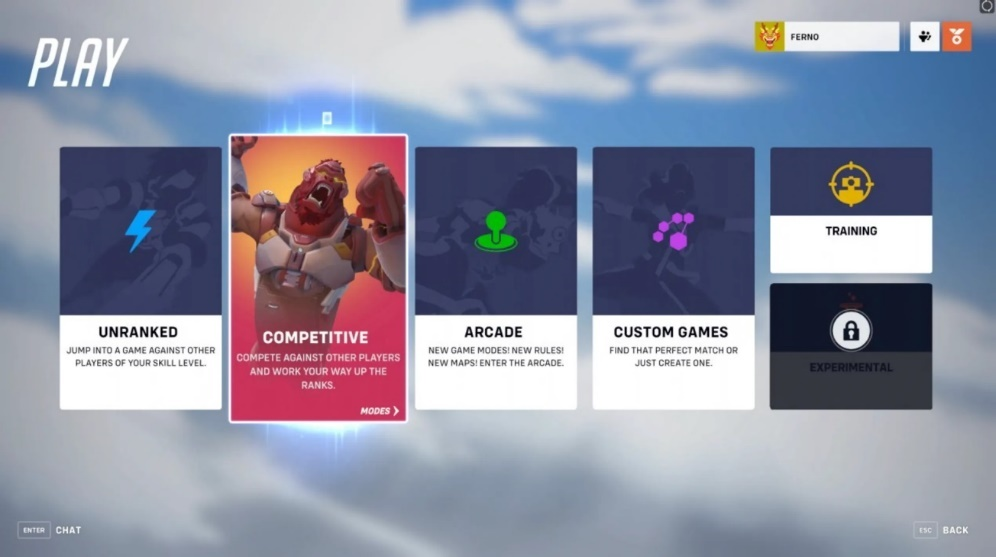 PLAY
FERNO
UNRANKED
JUMP INTO A GAME AGAINST OTHER
PLAYERS OF YOUR SKILL LEVEL.
COMPETITIVE
COMPETE AGAINST OTHER PLAYERS
AND WORK YOUR WAY UP THE
RANKS.
MODES
ARCADE
NEW GAME MODES! NEW RULES!
NEW MAPS! ENTER THE ARCADE.
CUSTOM GAMES
FIND THAT PERFECT MATCH OR
JUST CREATE ONE.
TRAINING
EXPERIMENTAL
ENTER CHAT
ESC BACK